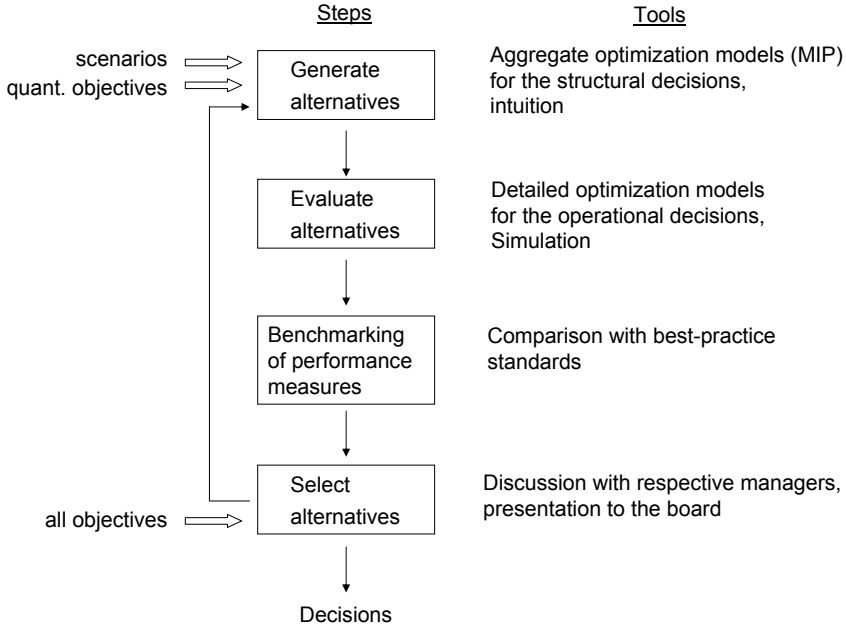 Steps
Tools
scenarios
quant. objectives
Generate
alternatives
Aggregate optimization models (MIP)
for the structural decisions,
intuition
Evaluate
alternatives
Detailed optimization models
for the operational decisions,
Simulation
Benchmarking
of performance
measures
Comparison with best-practice
standards
all objectives
Select
alternatives
Discussion with respective managers,
presentation to the board
Decisions